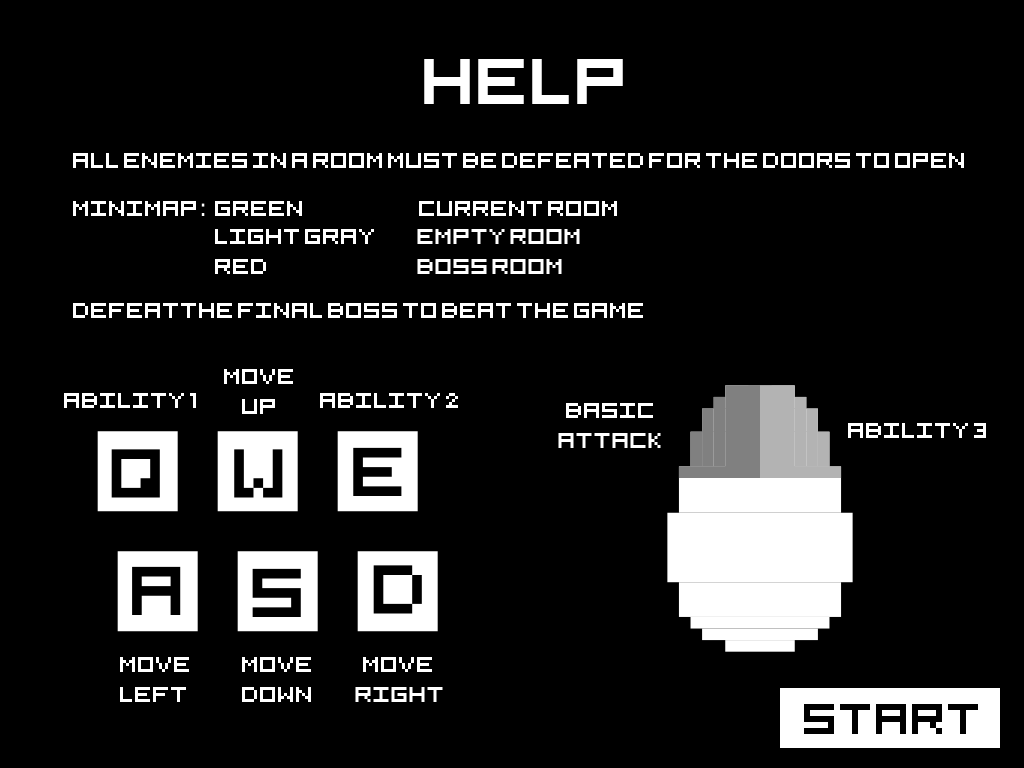 HELP
ALL ENEMIES IN A ROOM MUST BE DEFEATED FOR THE DOORS TO OPEN
MINIMAP: GREEN CURRENT ROOM
LIGHT GRAY EMPTY ROOM
RED BOSS ROOM
DEFEAT THE FINAL BOSS TO BEAT THE GAME
ABILITY 1
MOVE
UP
ABILITY 2
Q W E
A S D
MOVE
LEFT
MOVE
DOWN
MOVE
RIGHT
BASIC
ATTACK
ABILITY 3
START